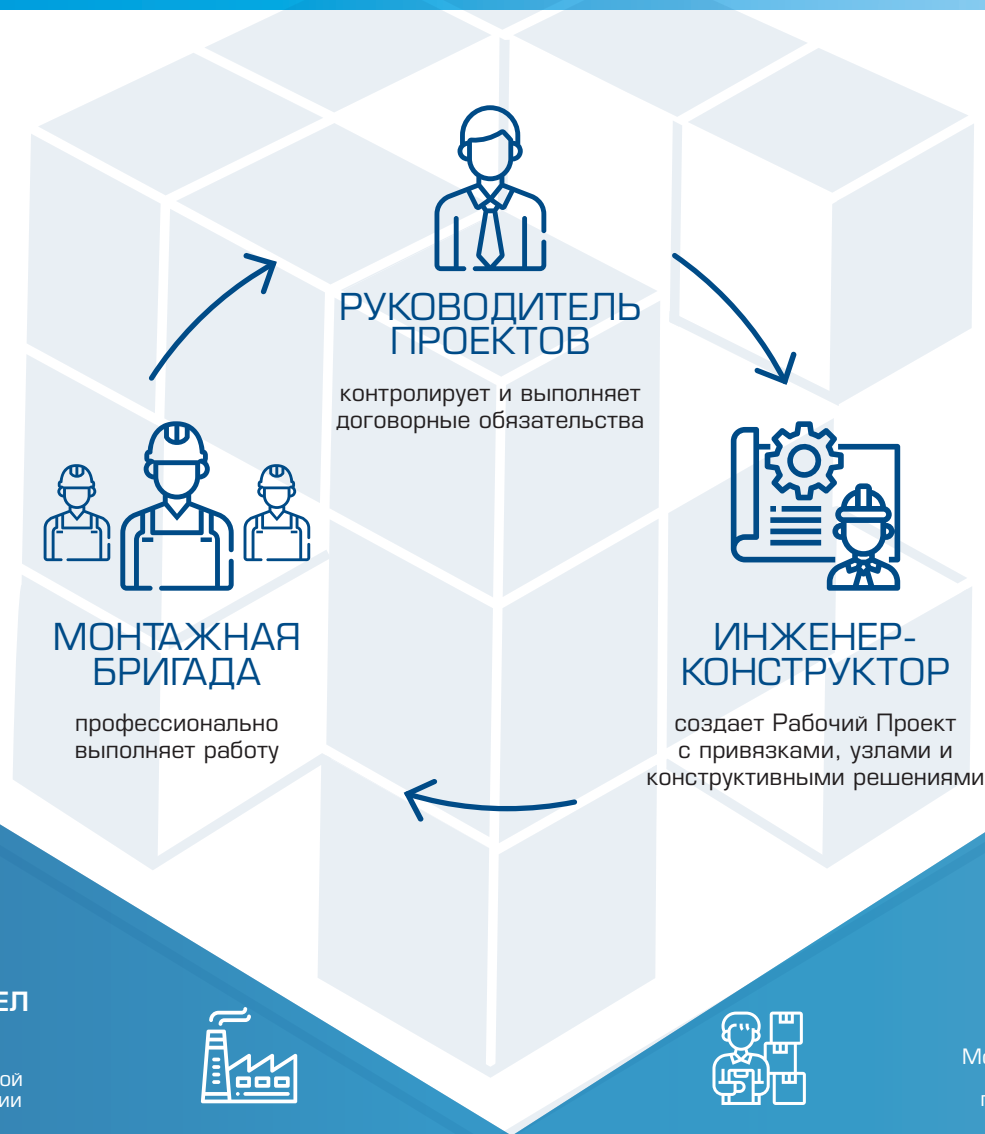 РУКОВОДИТЕЛЬ
ПРОЕКТОВ
контролирует и выполняет
договорные обязательства
МОНТАЖНАЯ
БРИГАДА
профессионально
выполняет работу
ИНЖЕНЕР-
КОНСТРУКТОР
создает Рабочий Проект
с привязками, узлами и
конструктивными решениями